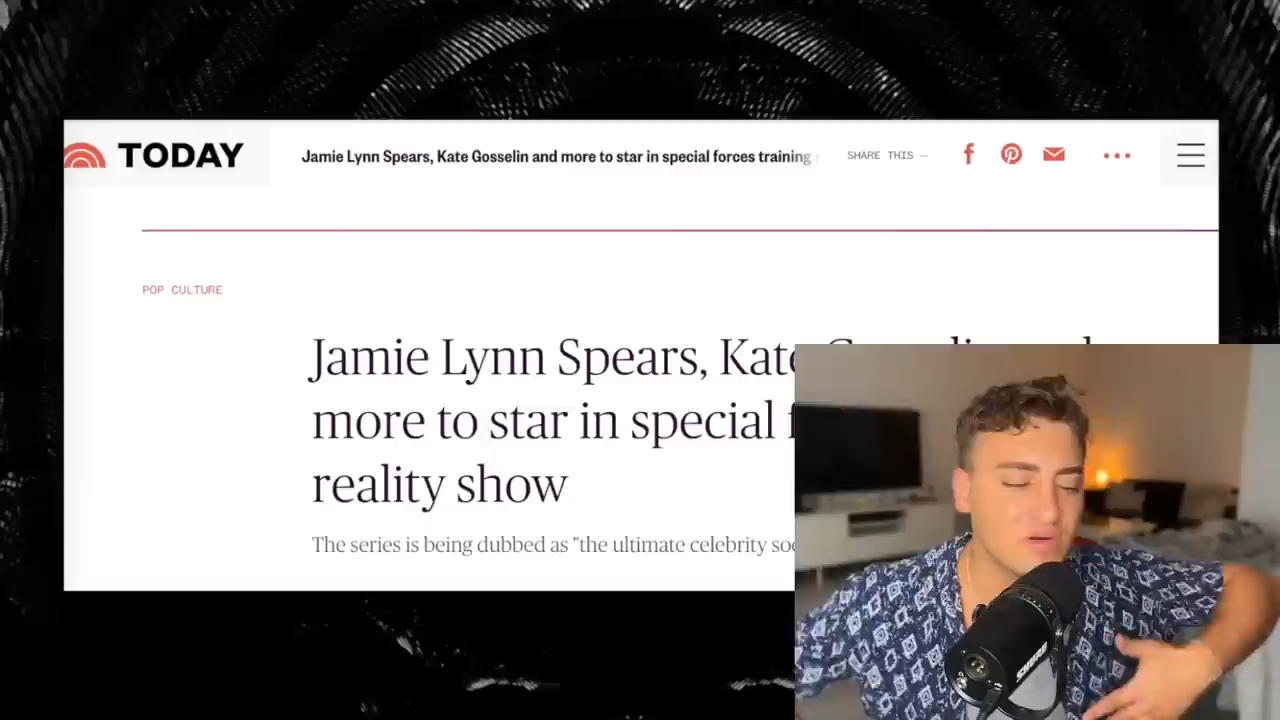 TODAY
Jamie Lynn Spears, Kate Gosselin and more to star in special forces training
SHARE THIS —
POP CULTURE
Jamie Lynn Spears, Kate
more to star in special
reality show
The series is being dubbed as "the ultimate celebrity
SHURE